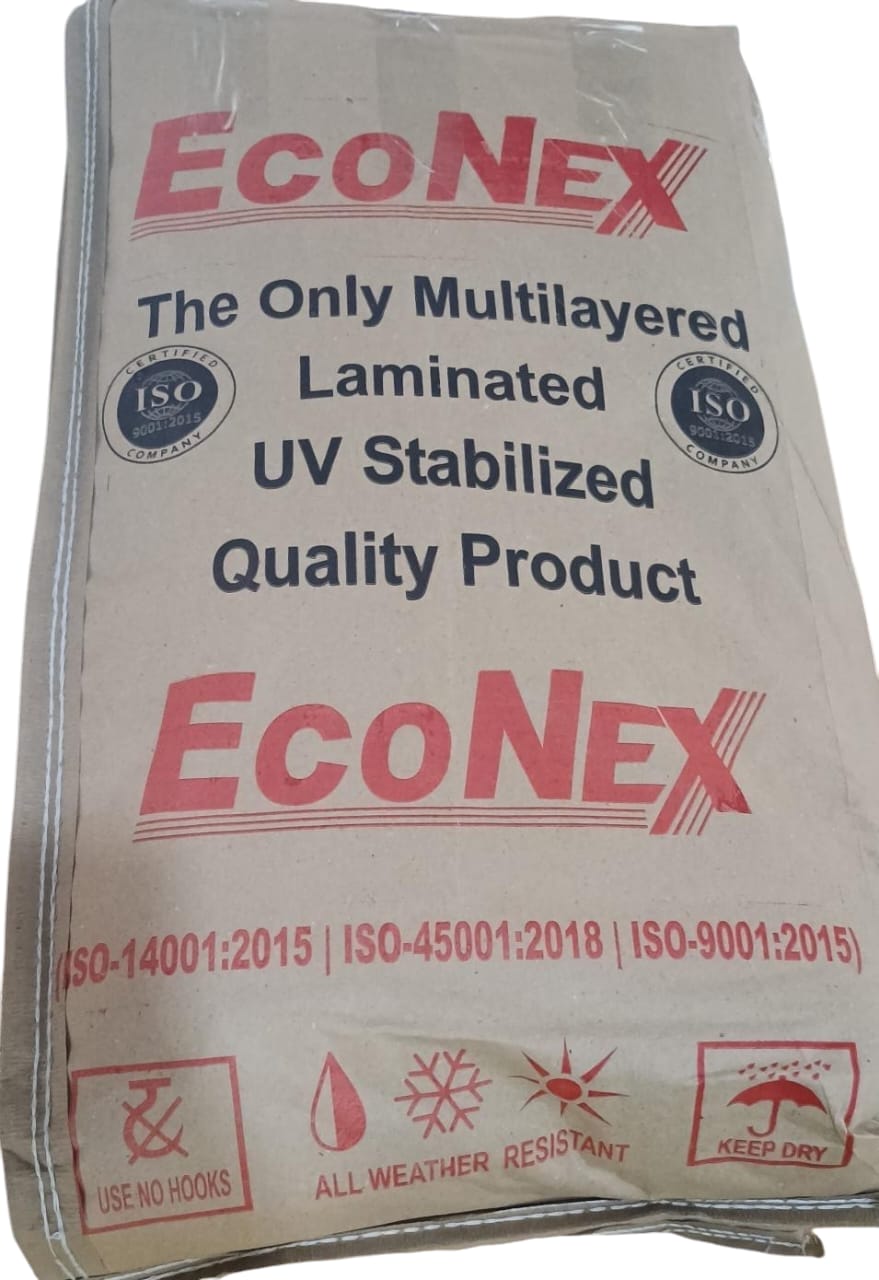 ECONEX
The Only Multilayered
CERTIFIED
ISO
9001:2015
COMPANY
Laminated
CERTIFIED
ISO
9001:2015
COMPANY
UV Stabilized
Quality Product
ECONEX
(ISO-14001:2015 | ISO-45001:2018 | ISO-9001:2015)
USE NO HOOKS
ALL WEATHER RESISTANT
KEEP DRY